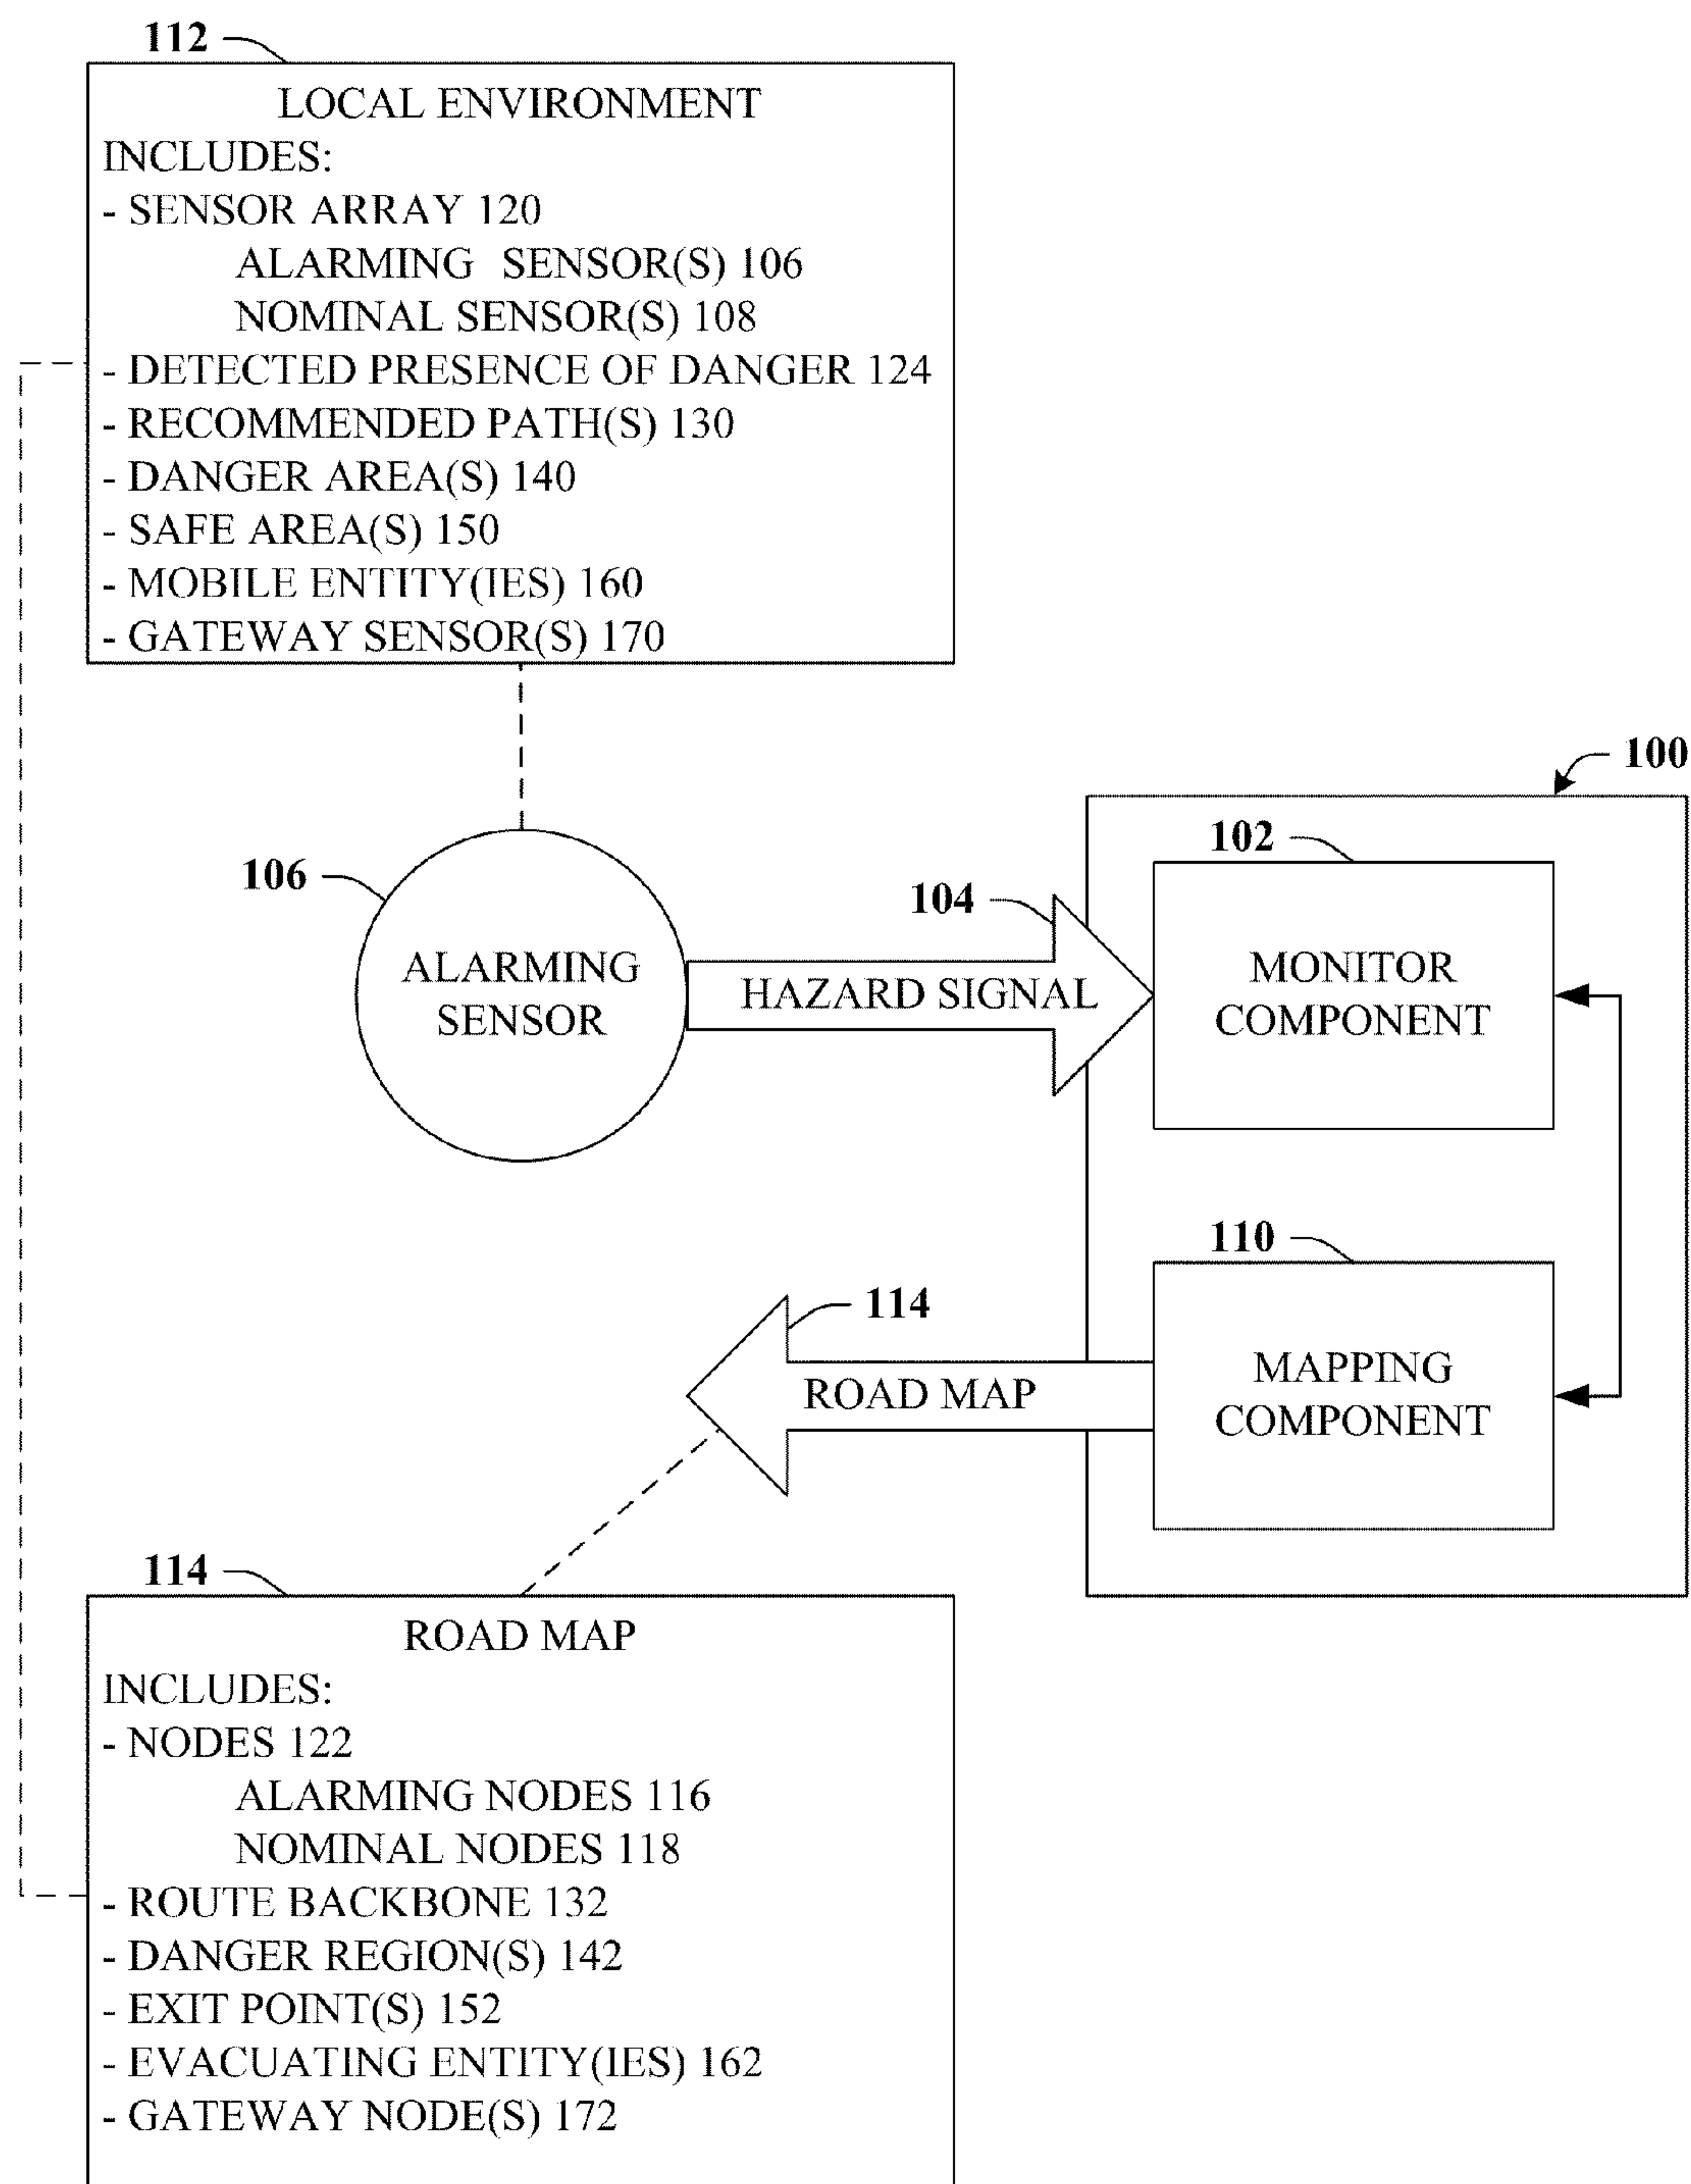 112
LOCAL ENVIRONMENT
INCLUDES:
- SENSOR ARRAY 120
ALARMING SENSOR(S) 106
NOMINAL SENSOR(S) 108
- DETECTED PRESENCE OF DANGER 124
- RECOMMENDED PATH(S) 130
- DANGER AREA(S) 140
- SAFE AREA(S) 150
- MOBILE ENTITY(IES) 160
- GATEWAY SENSOR(S) 170
100
102
106
104
ALARMING
SENSOR
HAZARD SIGNAL
MONITOR
COMPONENT
110
114
ROAD MAP
MAPPING
COMPONENT
114
ROAD MAP
INCLUDES:
- NODES 122
ALARMING NODES 116
NOMINAL NODES 118
- ROUTE BACKBONE 132
- DANGER REGION(S) 142
- EXIT POINT(S) 152
- EVACUATING ENTITY(IES) 162
- GATEWAY NODE(S) 172